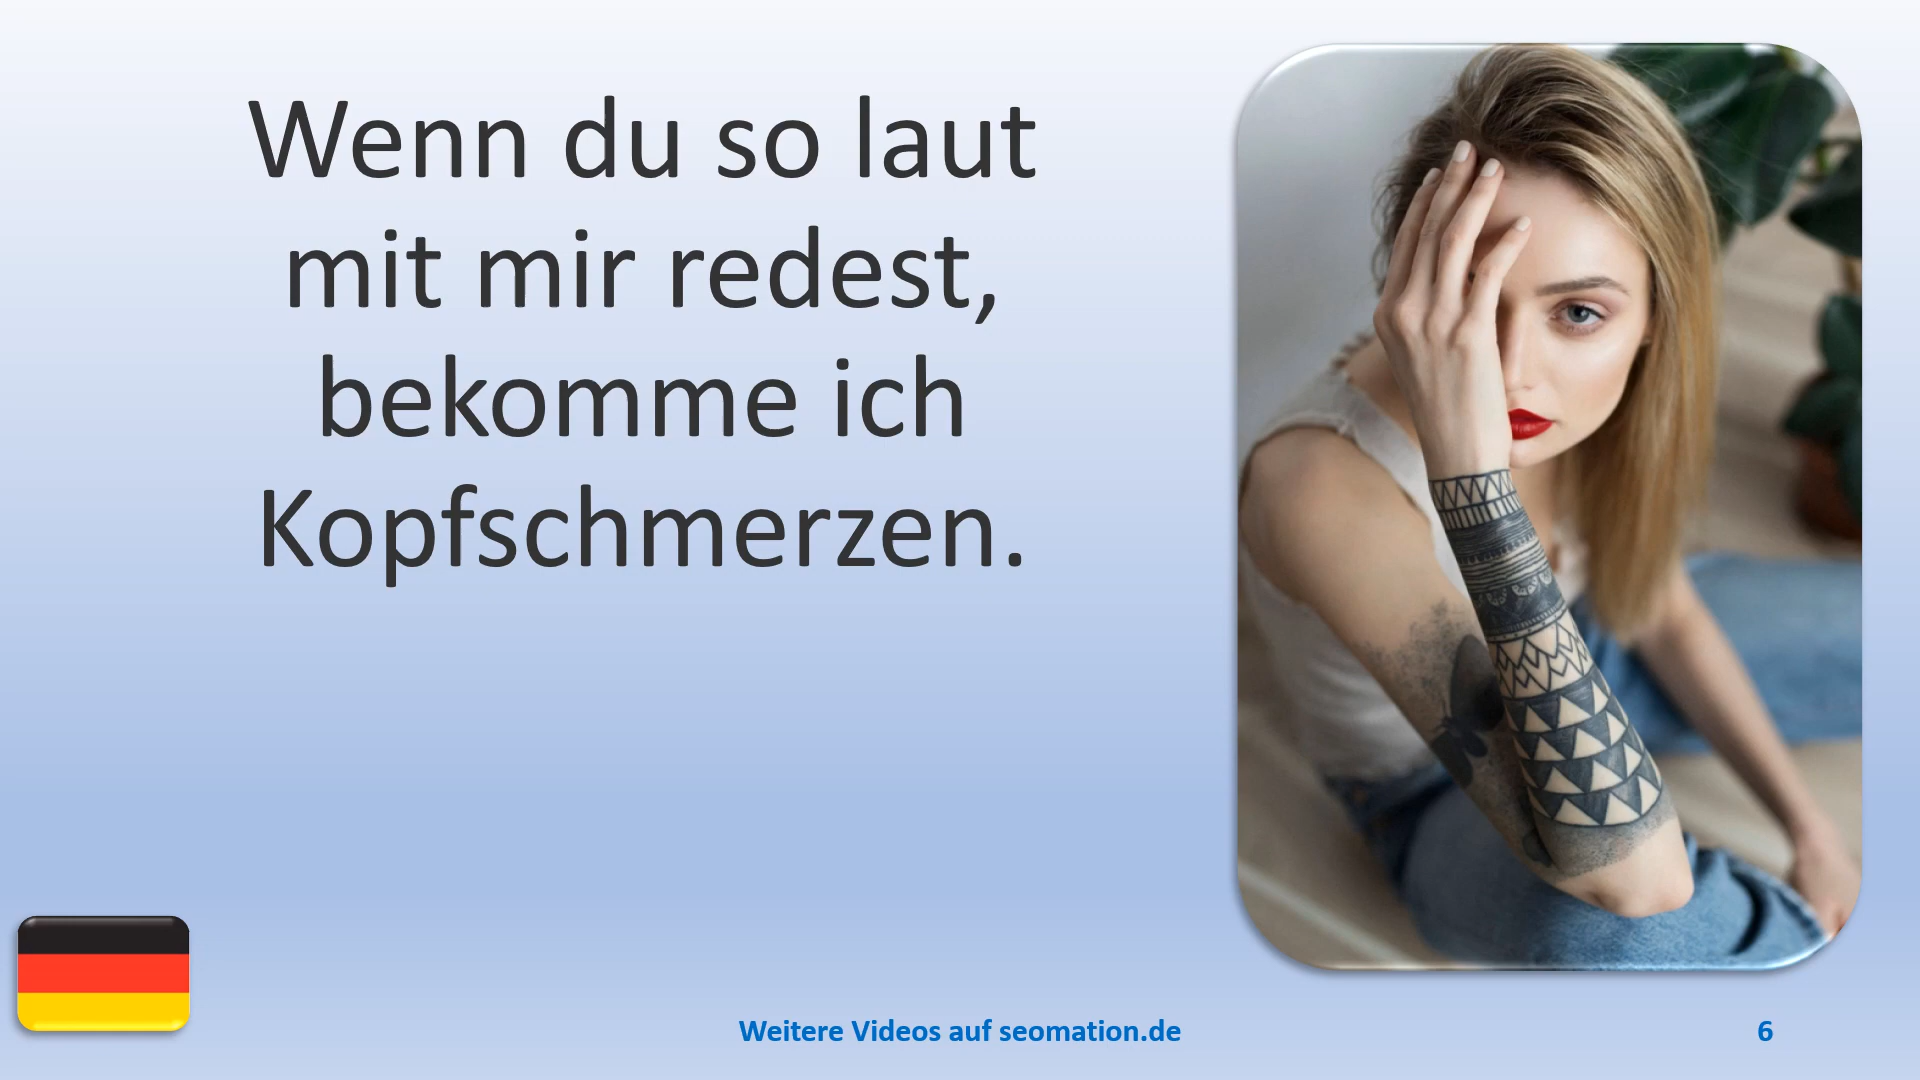 Wenn du so laut
mit mir redest,
bekomme ich
Kopfschmerzen.
Weitere Videos auf seomation.de
6